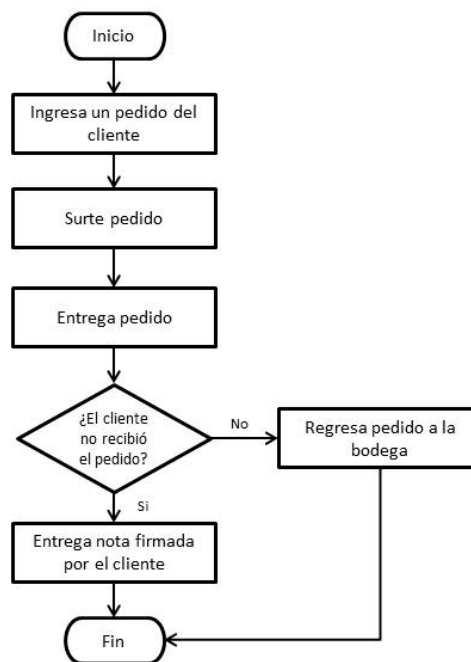 Inicio
Ingresa un pedido del
cliente
Surte pedido
Entrega pedido
¿El cliente
no recibió
el pedido?
No
Regresa pedido a la
bodega
Si
Entrega nota firmada
por el cliente
Fin